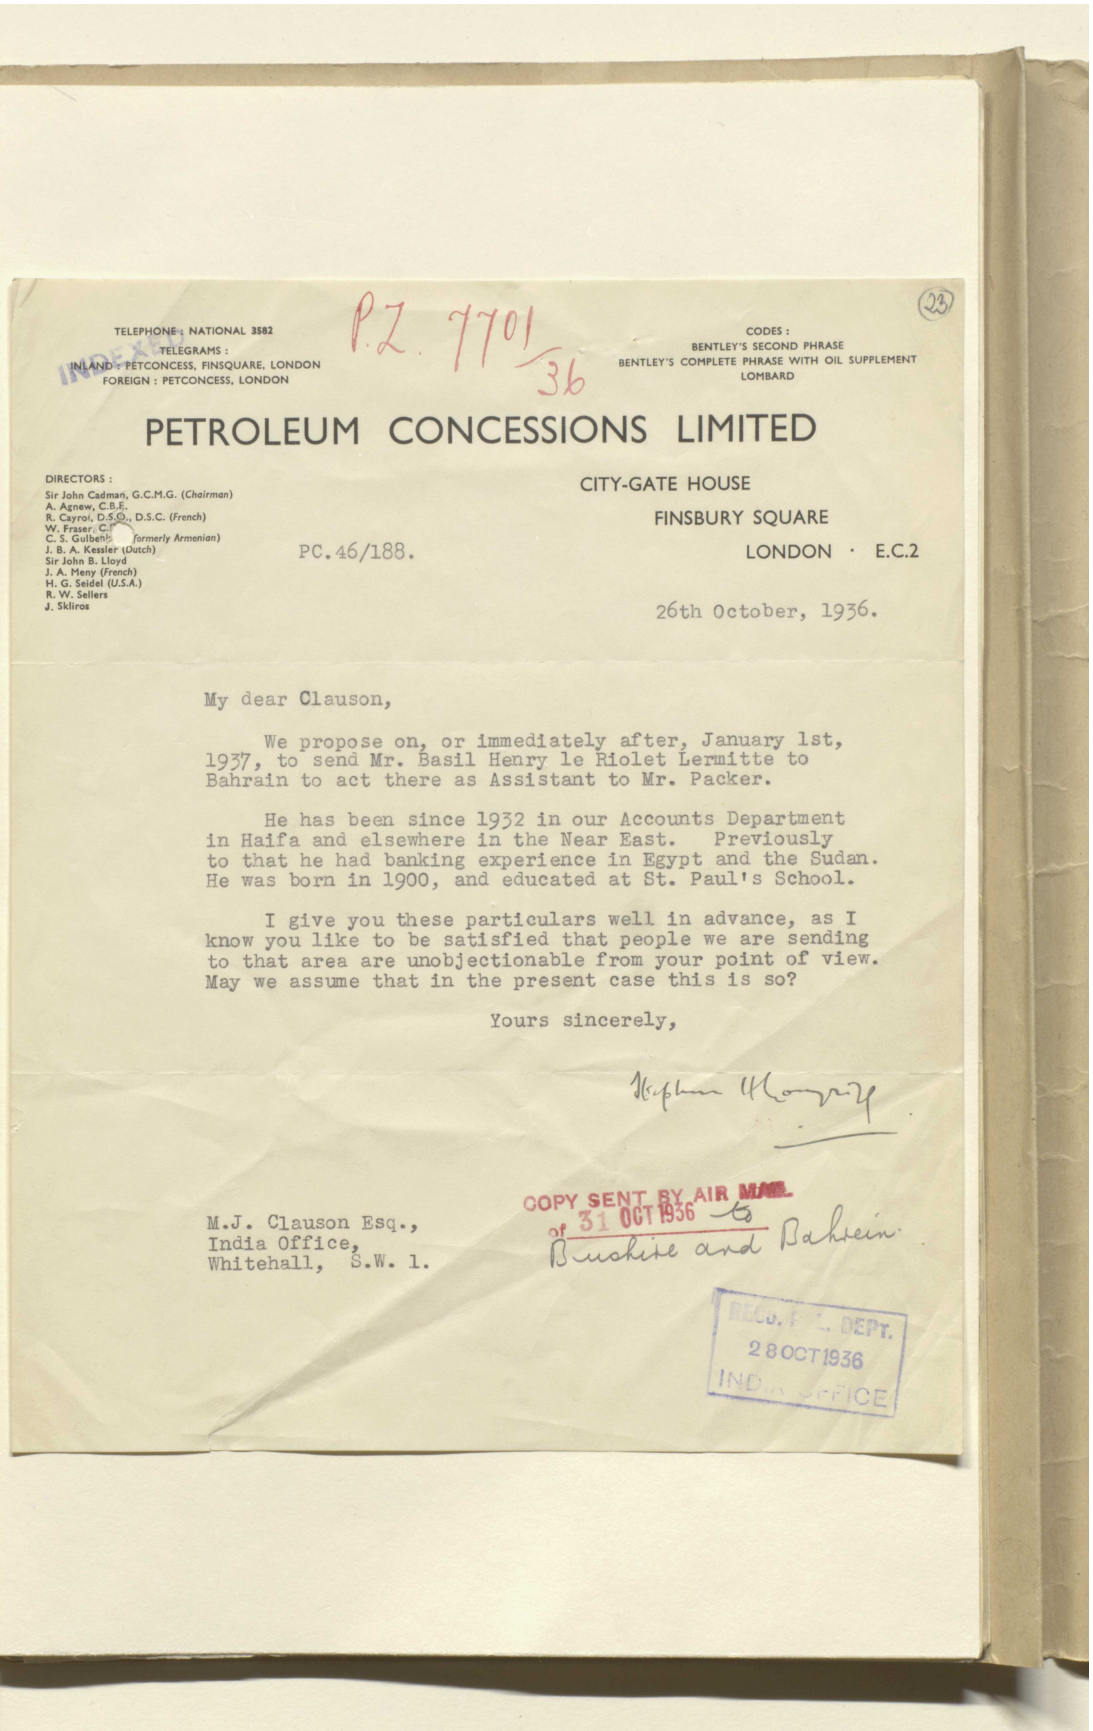 23
P.Z. 7701/36
INDEXED
TELEPHONE : NATIONAL 3582
TELEGRAMS :
INLAND : PETCONCESS, FINSQUARE, LONDON
FOREIGN : PETCONCESS, LONDON
CODES :
BENTLEY'S SECOND PHRASE
BENTLEY'S COMPLETE PHRASE WITH OIL SUPPLEMENT
LOMBARD
PETROLEUM CONCESSIONS LIMITED
DIRECTORS :
Sir John Cadman, G.C.M.G. (Chairman)
A. Agnew, C.B.E.
R. Cayrol, D.S.O., D.S.C. (French)
W. Fraser, C.
C. S. Gulben formerly Armenian)
J. B. A. Kessler (Dutch)
Sir John B. Lloyd
J. A. Meny (French)
H. G. Seidel (U.S.A.)
R. W. Sellers
J. Skliros
CITY-GATE HOUSE
FINSBURY SQUARE
LONDON · E.C.2
PC.46/188.
26th October, 1936.
My dear Clauson,
We propose on, or immediately after, January 1st,
1937, to send Mr. Basil Henry le Riolet Lermitte to
Bahrain to act there as Assistant to Mr. Packer.
He has been since 1932 in our Accounts Department
in Haifa and elsewhere in the Near East. Previously
to that he had banking experience in Egypt and the Sudan.
He was born in 1900, and educated at St. Paul's School.
I give you these particulars well in advance, as I
know you like to be satisfied that people we are sending
to that area are unobjectionable from your point of view.
May we assume that in the present case this is so?
Yours sincerely,
Stephen H Longrigg
COPY SENT BY AIR MAIL
of 31 OCT 1936 to
Bushire and Bahrein.
M.J. Clauson Esq.,
India Office,
Whitehall, S.W. 1.
RECD. POL. DEPT.
28 OCT 1936
INDIA OFFICE